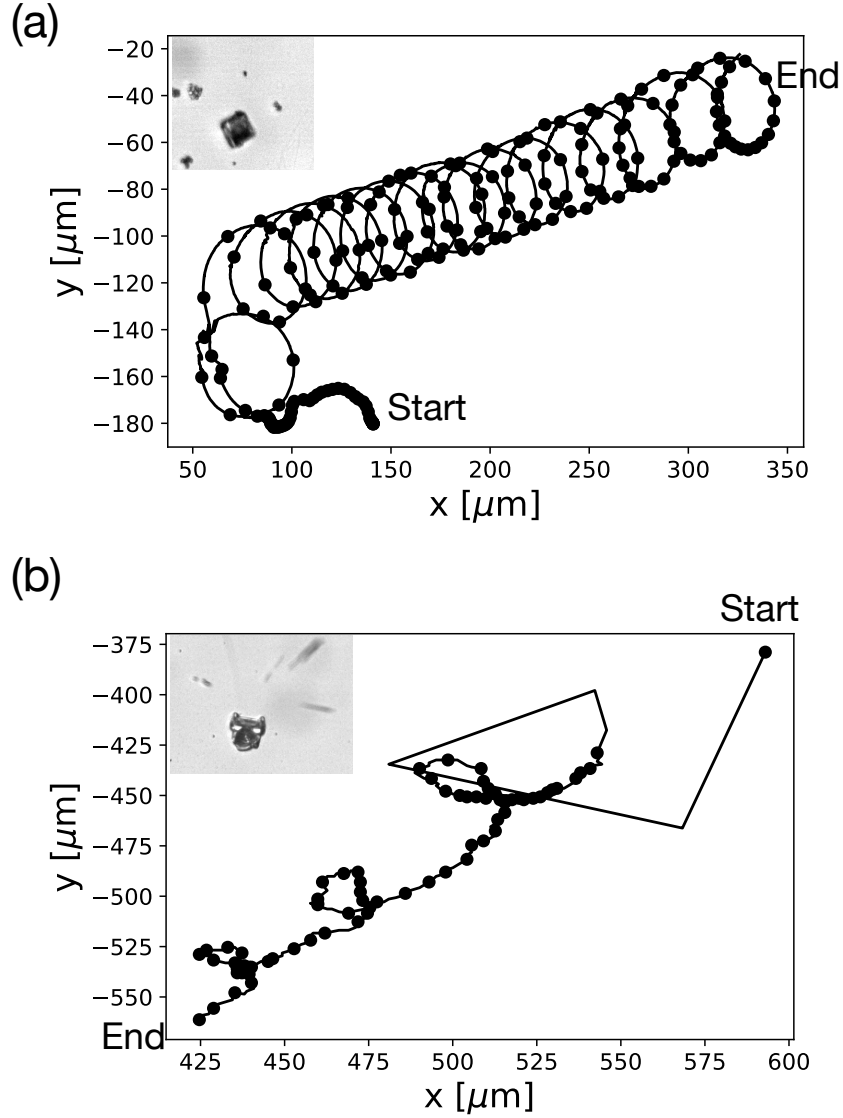 (a)
−20
−40
−60
−80
−100
−120
−140
−160
−180
y [μm]
End
Start
50 100 150 200 250 300 350
x [μm]
(b)
Start
−375
−400
−425
−450
−475
−500
−525
−550
y [μm]
End
425 450 475 500 525 550 575 600
x [μm]